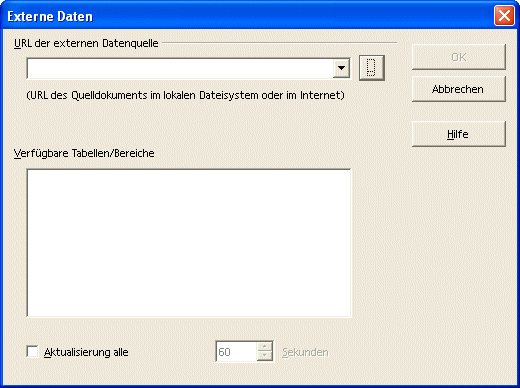 Externe Daten
URL der externen Datenquelle
OK
(URL des Quelldokuments im lokalen Dateisystem oder im Internet)
Abbrechen
Hilfe
Verfügbare Tabellen/Bereiche
Aktualisierung alle 60 Sekunden